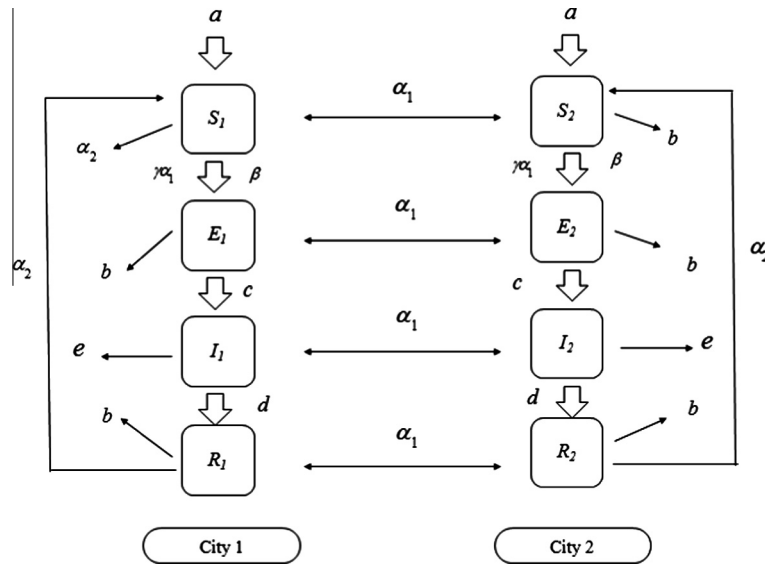 a a
S₁ α₁ S₂
α₂ b
γα₁ β γα₁ β
E₁ α₁ E₂
α₂ b c c b α₂
e I₁ α₁ I₂ e
b d d b
R₁ α₁ R₂
City 1 City 2